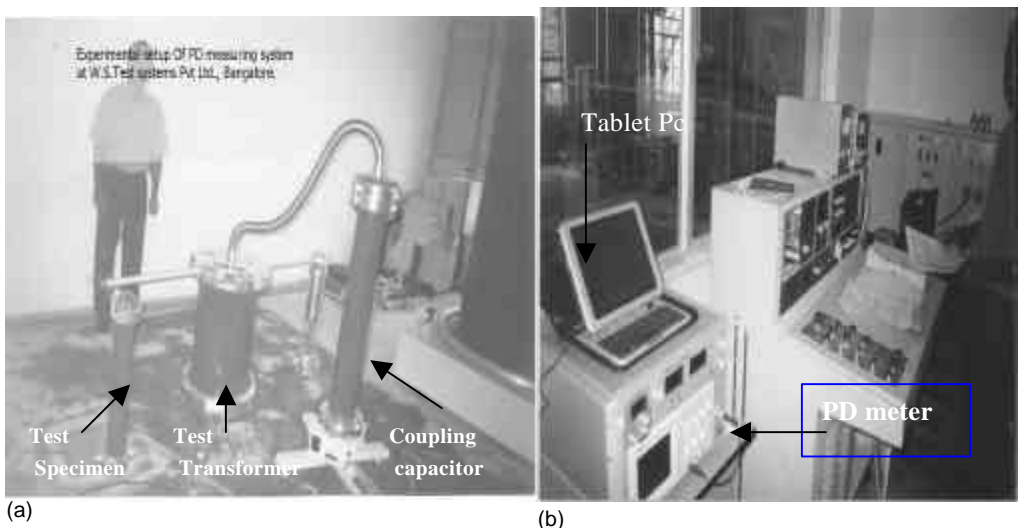 Experimental setup Of PD measuring system
at W.S.Test systems Pvt Ltd., Bangalore.
Test
Specimen
Test
Transformer
Coupling
capacitor
(a)
Tablet Pc
PD meter
(b)